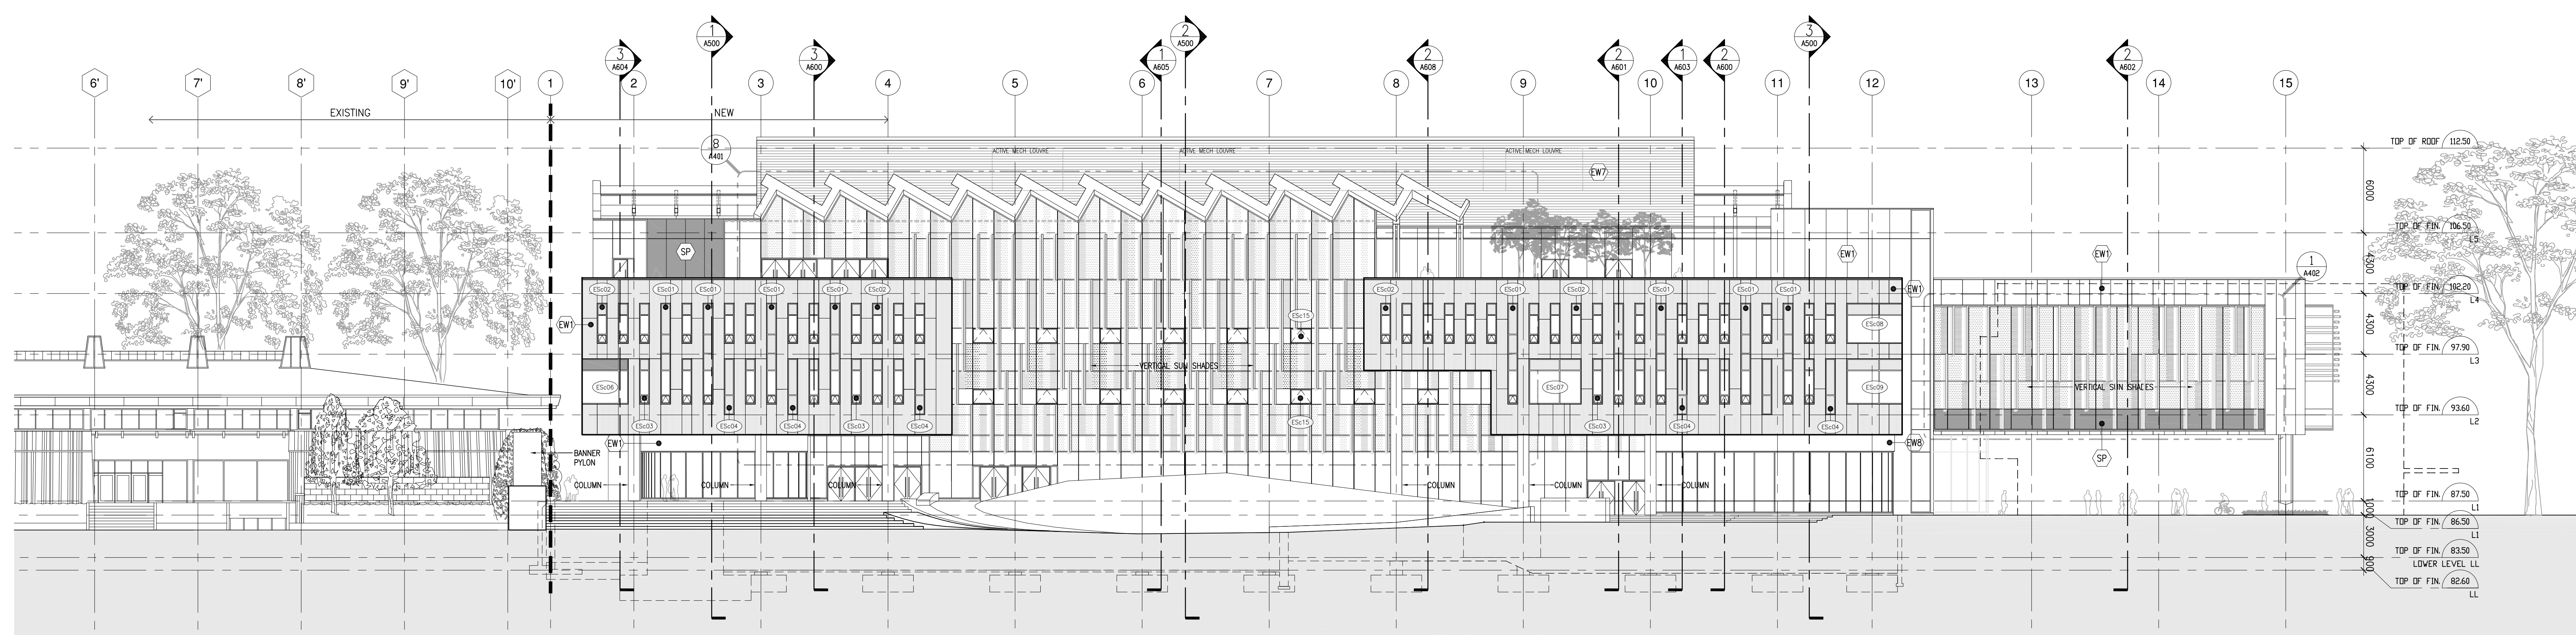 1
A500
2
A500
3
A500
3
A604
3
A600
1
A605
2
A608
2
A601
1
A603
2
A600
2
A602
6' 7' 8' 9' 10' 1 2 3 4 5 6 7 8 9 10 11 12 13 14 15
EXISTING NEW
8
A401
ACTIVE MECH LOUVRE ACTIVE MECH LOUVRE ACTIVE MECH LOUVRE
EW7
TOP OF ROOF 112.50
6000
SP
TOP OF FIN. 106.50
L5
EW1 EW1
4300
1
A402
ESc02 ESc01 ESc01 ESc01 ESc01 ESc02 ESc02 ESc01 ESc02 ESc01 ESc01 ESc01 EW1
TOP OF FIN. 102.20
L4
ESc15
EW1 ESc08
4300
TOP OF FIN. 97.90
L3
VERTICAL SUN SHADES
ESc06 ESc07 ESc09 VERTICAL SUN SHADES
4300
TOP OF FIN. 93.60
L2
ESc15
ESc03 ESc04 ESc04 ESc03 ESc04 ESc03 ESc04 ESc04
EW1 EW8
BANNER
PYLON
SP
6100
COLUMN COLUMN COLUMN COLUMN COLUMN COLUMN
TOP OF FIN. 87.50
L1
1000
TOP OF FIN. 86.50
L1
3000
TOP OF FIN. 83.50
LOWER LEVEL LL
900
TOP OF FIN. 82.60
LL